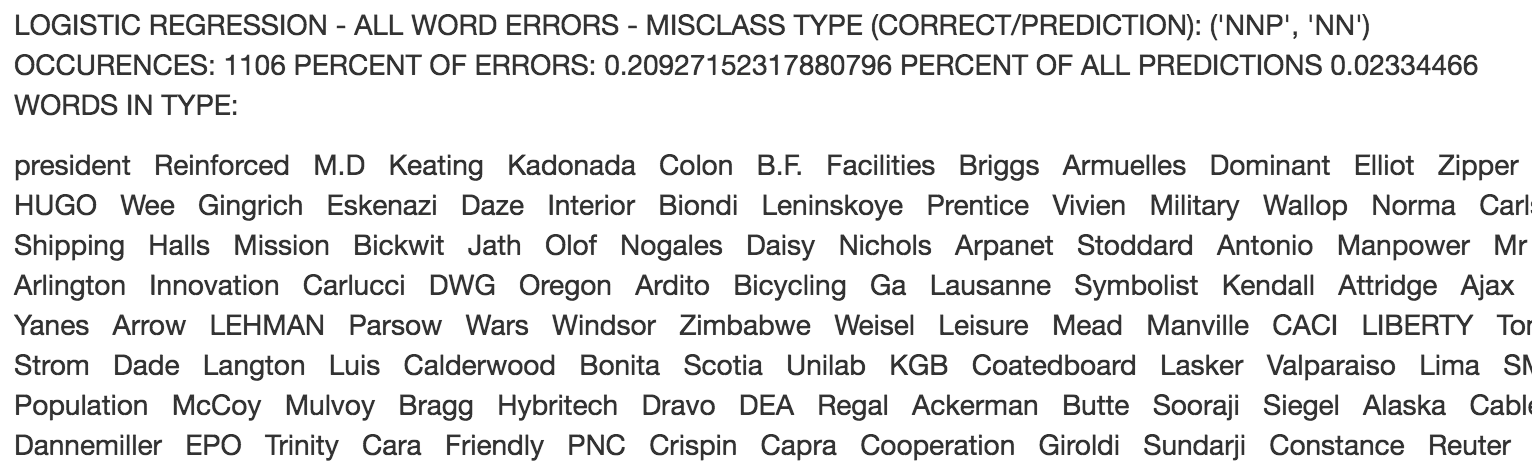 LOGISTIC REGRESSION - ALL WORD ERRORS - MISCLASS TYPE (CORRECT/PREDICTION): ('NNP', 'NN')
OCCURENCES: 1106 PERCENT OF ERRORS: 0.20927152317880796 PERCENT OF ALL PREDICTIONS 0.02334466
WORDS IN TYPE:
president Reinforced M.D Keating Kadonada Colon B.F. Facilities Briggs Armuelles Dominant Elliot Zipper
HUGO Wee Gingrich Eskenazi Daze Interior Biondi Leninskoye Prentice Vivien Military Wallop Norma
Shipping Halls Mission Bickwit Jath Olof Nogales Daisy Nichols Arpanet Stoddard Antonio Manpower Mr
Arlington Innovation Carlucci DWG Oregon Ardito Bicycling Ga Lausanne Symbolist Kendall Attridge Ajax
Yanes Arrow LEHMAN Parsow Wars Windsor Zimbabwe Weisel Leisure Mead Manville CACI LIBERTY
Strom Dade Langton Luis Calderwood Bonita Scotia Unilab KGB Coatedboard Lasker Valparaiso Lima
Population McCoy Mulvoy Bragg Hybritech Dravo DEA Regal Ackerman Butte Sooraji Siegel Alaska
Dannemiller EPO Trinity Cara Friendly PNC Crispin Capra Cooperation Giroldi Sundarji Constance Reuter